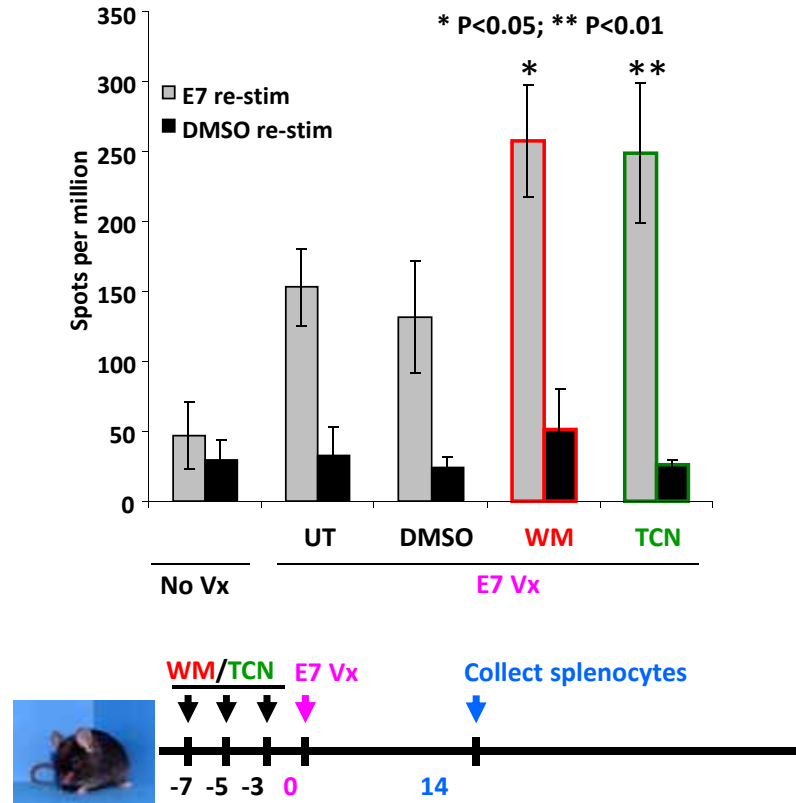 * P<0.05; ** P<0.01
350
300
250
200
150
100
50
0
Spots per million
E7 re-stim
DMSO re-stim
* **
UT DMSO WM TCN
No Vx E7 Vx
WM/TCN E7 Vx Collect splenocytes
-7 -5 -3 0 14